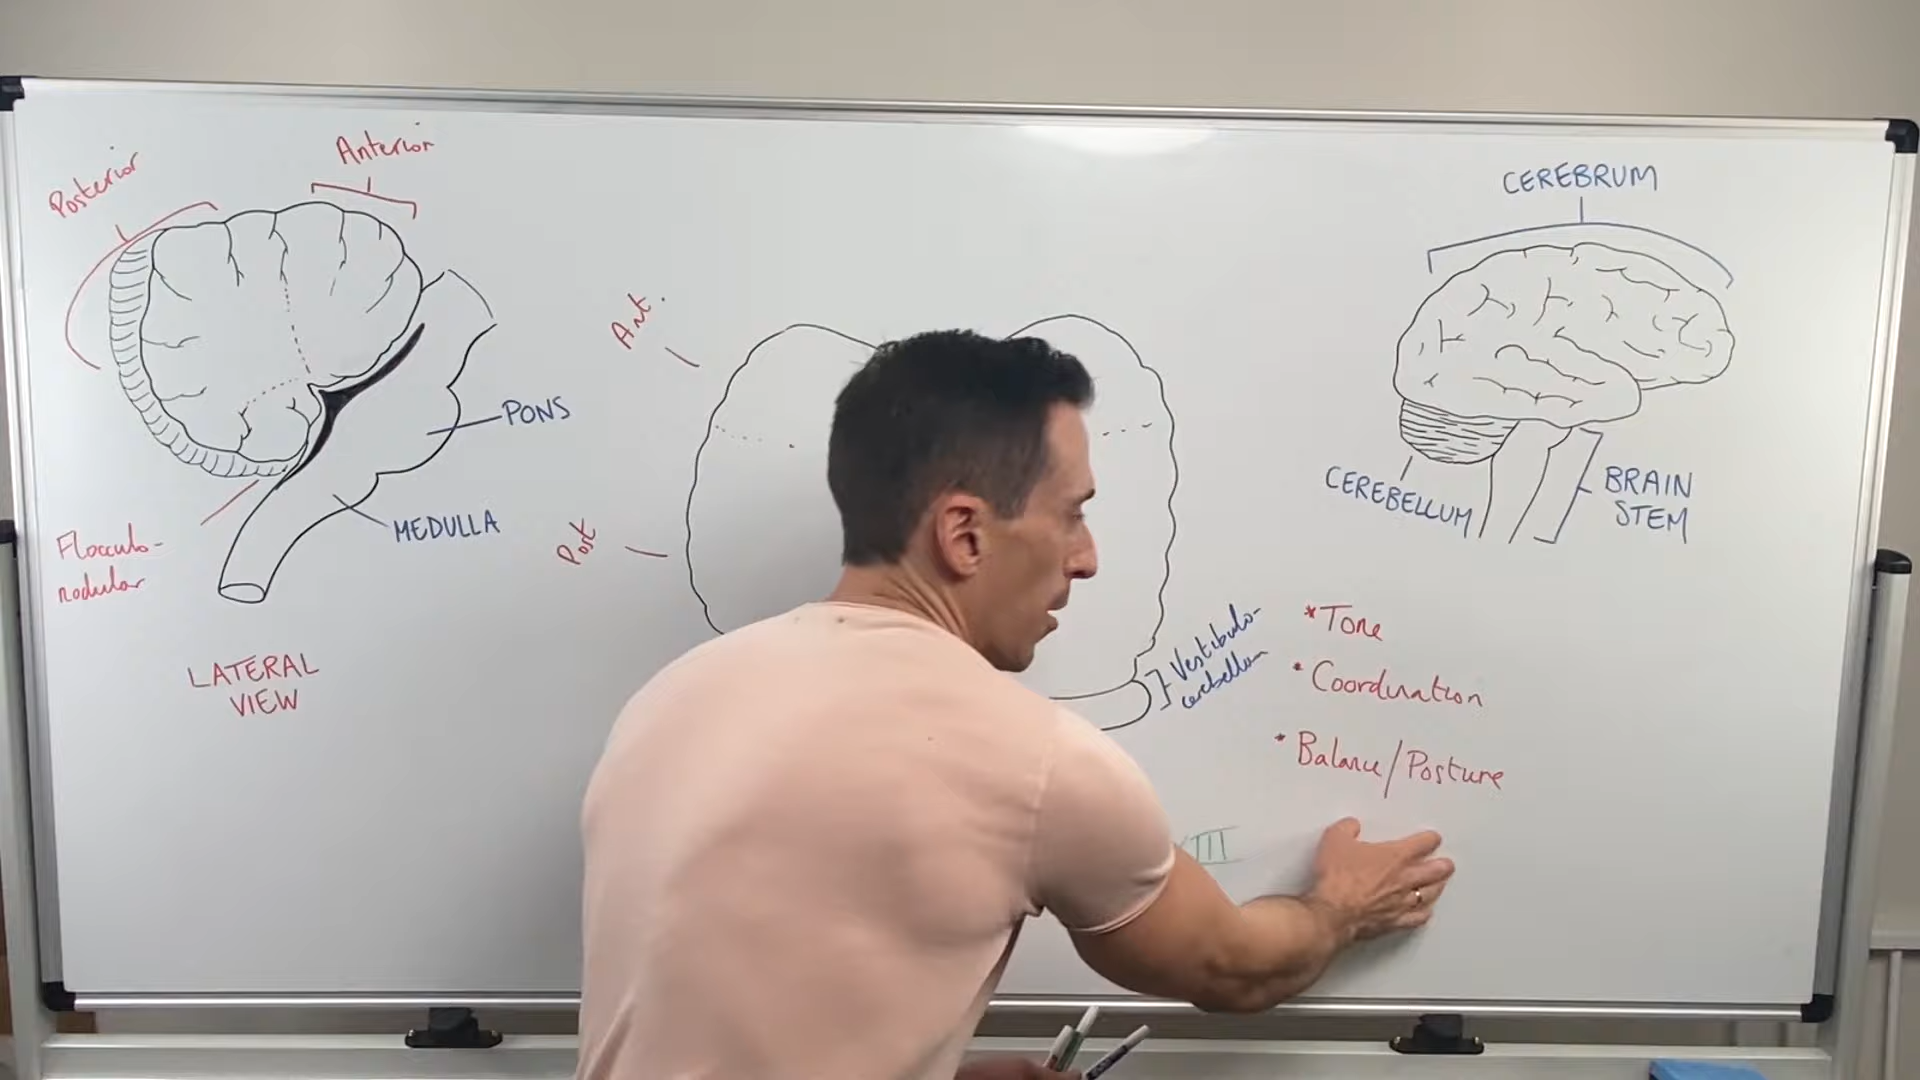 Posterior
Anterior
PONS
MEDULLA
Flocculo-
nodular
LATERAL
VIEW
Ant.
Post
Vestibulo-
cerebellum
CEREBRUM
CEREBELLUM
BRAIN
STEM
*Tone
*Coordination
*Balance/Posture